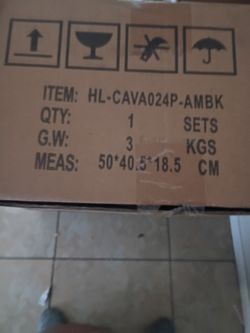 ITEM: HL-CAVA024P-AMBK
QTY: 1 SETS
G.W: 3 KGS
MEAS: 50*40.5*18.5 CM